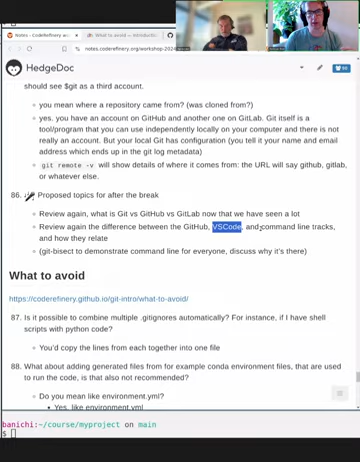 Notes - Coderefinery
What to avoid — introductio
notes.coderefinery.org/workshop-2024
HedgeDoc
should see $git as a third account.
you mean where a repository came from? (was cloned from?)
yes. you have an account on GitHub and another one on GitLab. Git itself is a
tool/program that you can use independently locally on your computer and there is not
really an account. But your local Git has configuration (you tell it your name and email
address which ends up in the git log metadata)
git remote -v will show details of where it comes from: the URL will say github, gitlab,
or whatever else.
86. Proposed topics for after the break
Review again, what is Git vs GitHub vs GitLab now that we have seen a lot
Review again the difference between the GitHub, VSCode, and command line tracks,
and how they relate
(git-bisect to demonstrate command line for everyone, discuss why it's there)
What to avoid
https://coderefinery.github.io/git-intro/what-to-avoid/
87. Is it possible to combine multiple .gitignores automatically? For instance, if I have shell
scripts with python code?
You'd copy the lines from each together into one file
88. What about adding generated files from for example conda environment files, that are
used to run the code, is that also not recommended?
Do you mean like environment.yml?
Yes, like environment.yml
banichi:~/course/myproject on main
$